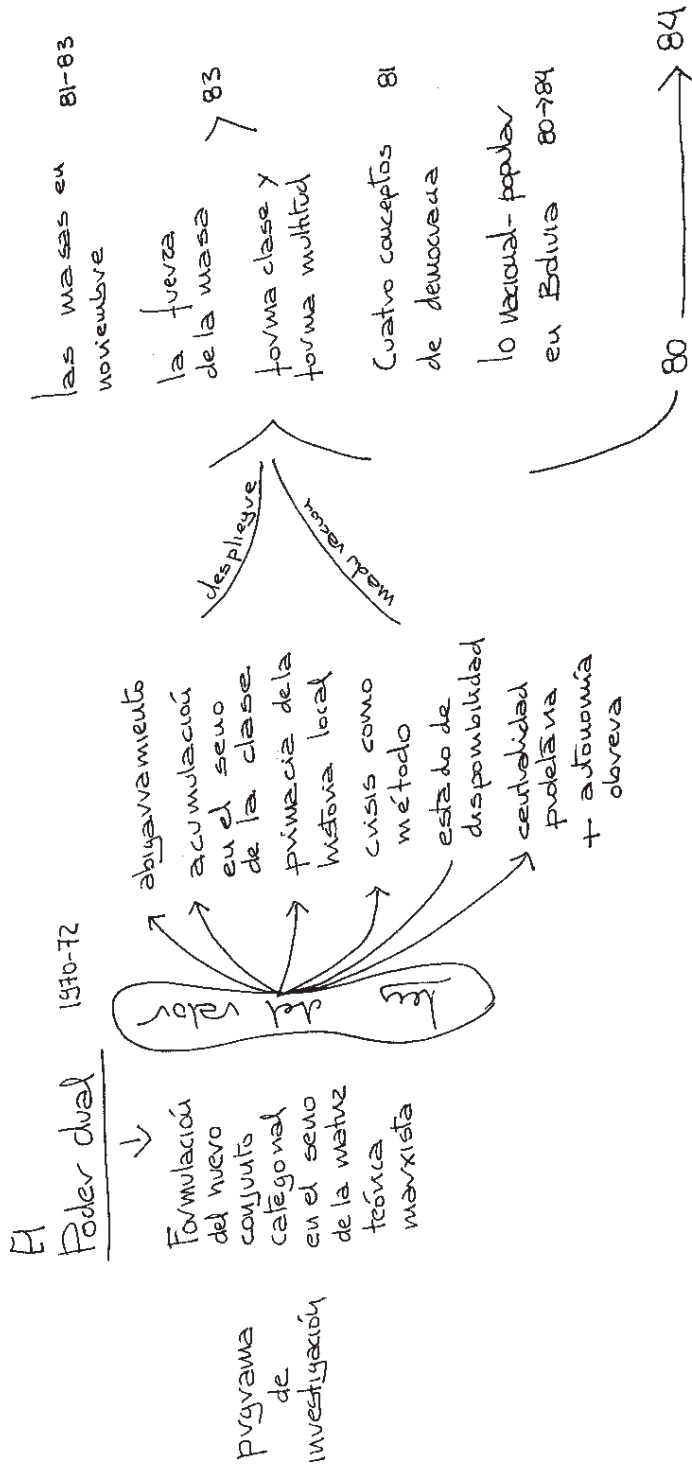 El
Poder dual
1970-72
Formulación
del nuevo
conjunto
categorial
en el seno
de la matriz
teórica
marxista
programa
de
investigación
ley
del
valor
abigarramiento
acumulación
en el seno
de la clase
primacía de la
historia local
crisis como
método
estado de
disponibilidad
centralidad
proletaria
+ autonomía
obrera
despliegue
maduración
las masas en
noviembre
81-83
la fuerza
de la masa
83
forma clase y
forma multitud
Cuatro conceptos
de democracia
81
lo nacional-popular
en Bolivia
80→84
80
84